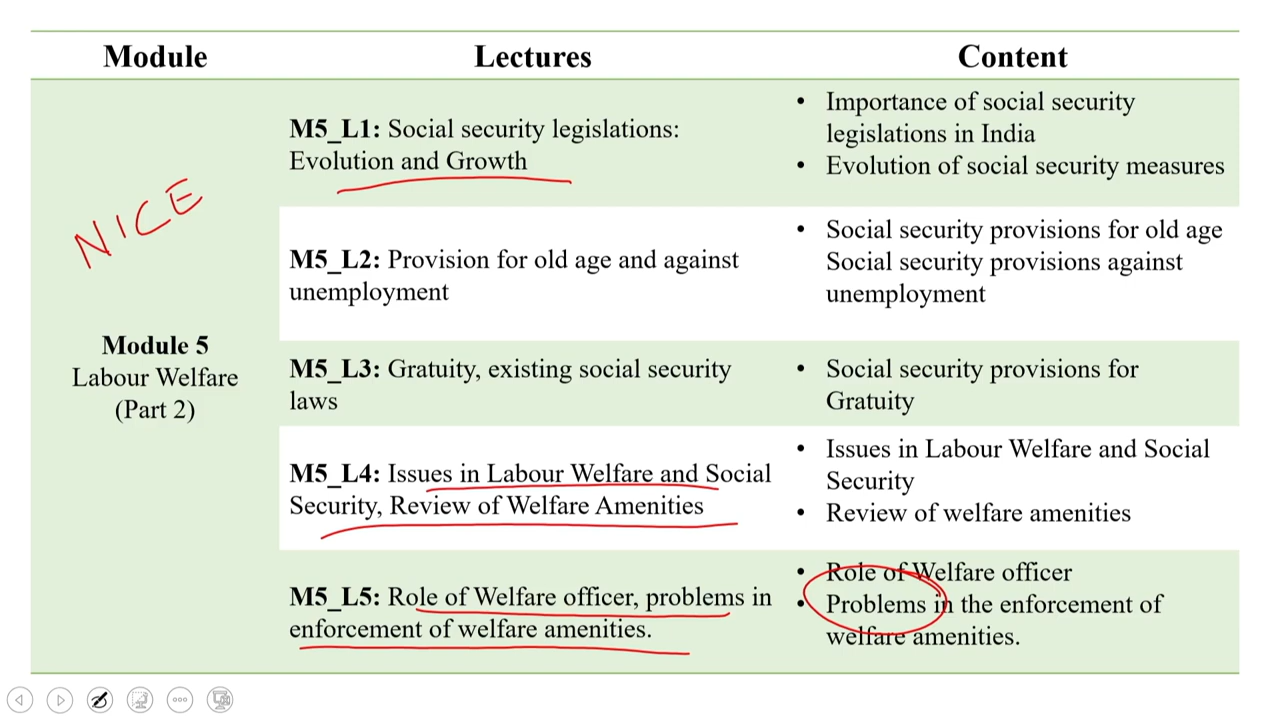 Module Lectures Content
M5_L1: Social security legislations:
Evolution and Growth
• Importance of social security
legislations in India
• Evolution of social security measures
NICE
M5_L2: Provision for old age and against
unemployment
• Social security provisions for old age
Social security provisions against
unemployment
Module 5
Labour Welfare
(Part 2)
M5_L3: Gratuity, existing social security
laws
• Social security provisions for
Gratuity
M5_L4: Issues in Labour Welfare and Social
Security, Review of Welfare Amenities
• Issues in Labour Welfare and Social
Security
• Review of welfare amenities
M5_L5: Role of Welfare officer, problems in
enforcement of welfare amenities.
• Role of Welfare officer
• Problems in the enforcement of
welfare amenities.